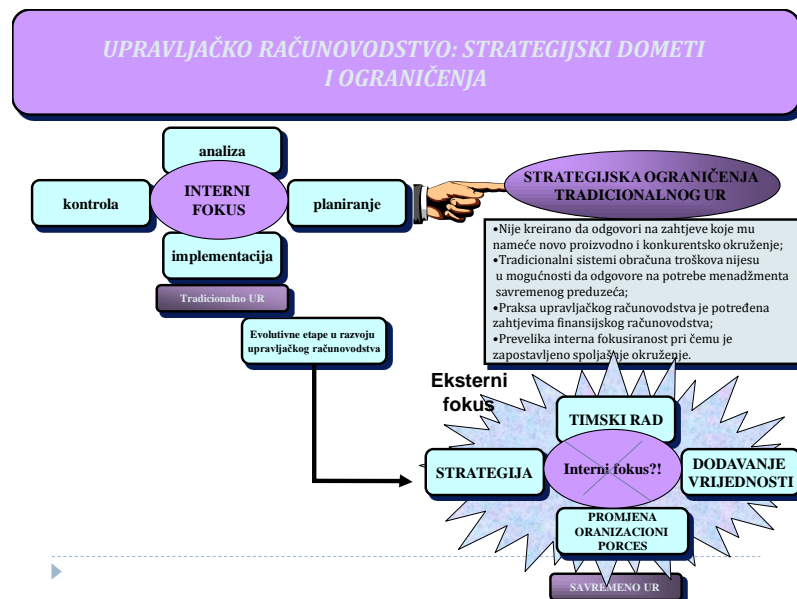 UPRAVLJAČKO RAČUNOVODSTVO: STRATEGIJSKI DOMETI
I OGRANIČENJA
analiza
kontrola
INTERNI
FOKUS
planiranje
implementacija
Tradicionalno UR
Evolutivne etape u razvoju
upravljačkog računovodstva
STRATEGIJSKA OGRANIČENJA
TRADICIONALNOG UR
•Nije kreirano da odgovori na zahtjeve koje mu
nameće novo proizvodno i konkurentsko okruženje;
•Tradicionalni sistemi obračuna troškova nijesu
u mogućnosti da odgovore na potrebe menadžmenta
savremenog preduzeća;
•Praksa upravljačkog računovodstva je potređena
zahtjevima finansijskog računovodstva;
•Prevelika interna fokusiranost pri čemu je
zapostavljeno spoljašnje okruženje.
Eksterni
fokus
TIMSKI RAD
STRATEGIJA
Interni fokus?!
DODAVANJE
VRIJEDNOSTI
PROMJENA
ORANIZACIONI
PORCES
SAVREMENO UR